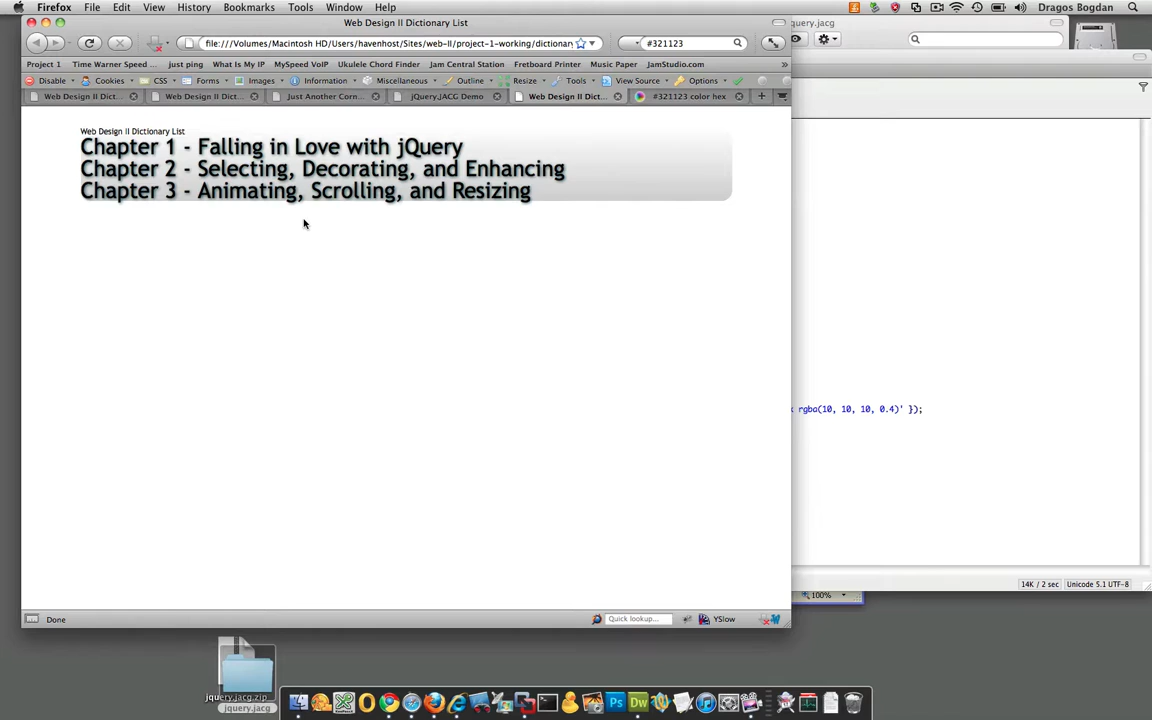 Firefox File Edit View History Bookmarks Tools Window Help Dragos Bogdan
Web Design II Dictionary List
query.jacg
file:///Volumes/Macintosh HD/Users/havenhost/Sites/web-II/project-1-working/dictionar
#321123
Project 1 Time Warner Speed ... just ping What Is My IP MySpeed VoIP Ukulele Chord Finder Jam Central Station Fretboard Printer Music Paper JamStudio.com »
Disable Cookies CSS Forms Images Information Miscellaneous Outline Resize Tools View Source Options
Web Design II Dict... Web Design II Dict... Just Another Corn... jQuery.JACG Demo Web Design II Dict... #321123 color hex
Web Design II Dictionary List
Chapter 1 - Falling in Love with jQuery
Chapter 2 - Selecting, Decorating, and Enhancing
Chapter 3 - Animating, Scrolling, and Resizing
rgba(10, 10, 10, 0.4)' });
14K / 2 sec Unicode 5.1 UTF-8
100%
Done Quick lookup... YSlow
jquery.jacg.zip
jquery.jacg
Ps Dw